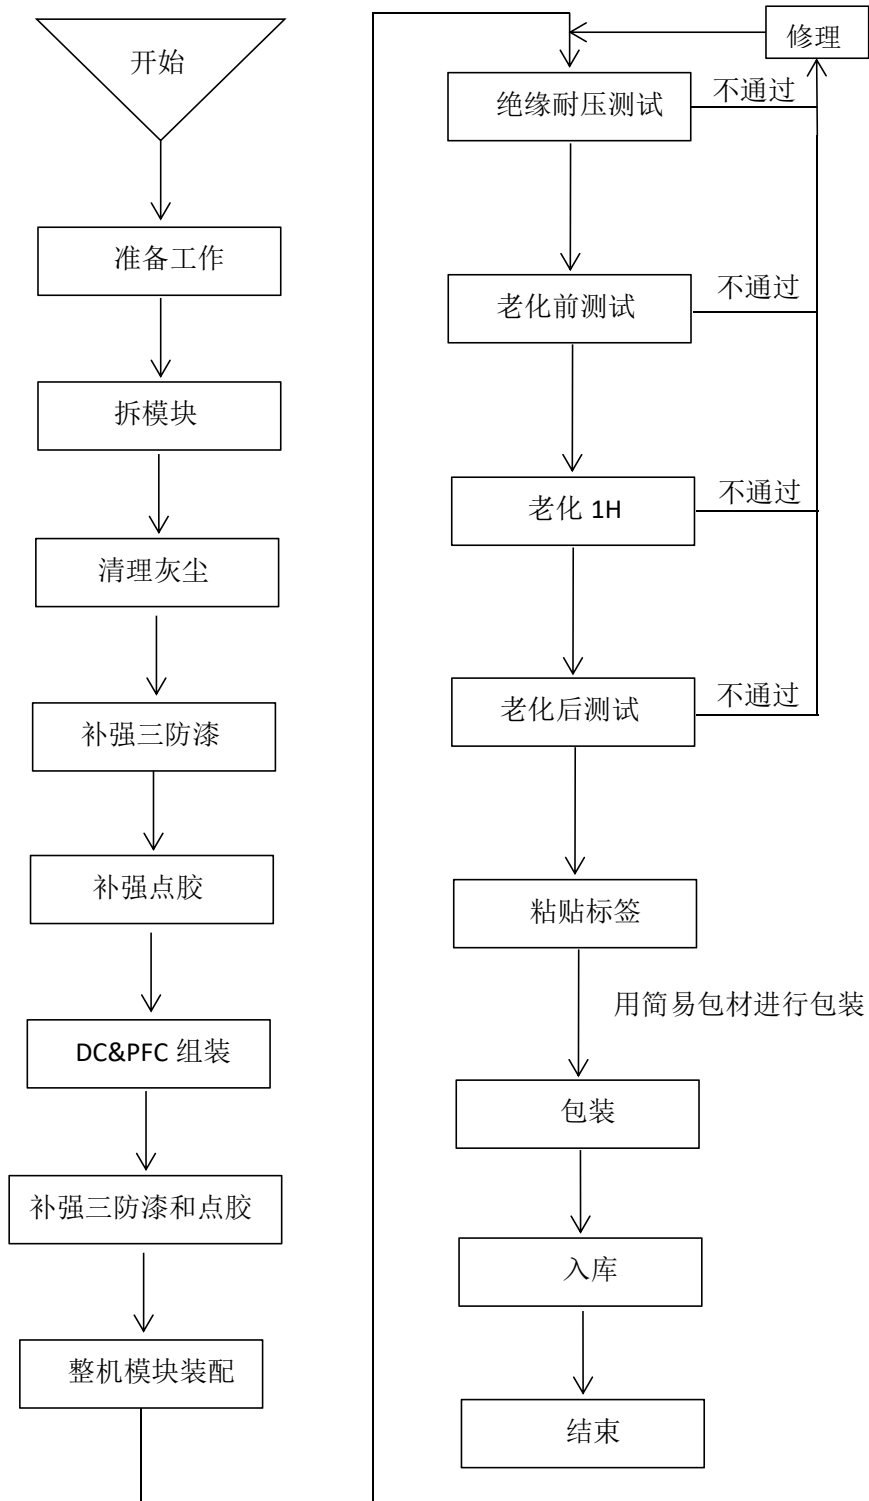 开始
准备工作
拆模块
清理灰尘
补强三防漆
补强点胶
DC&PFC 组装
补强三防漆和点胶
整机模块装配
修理
绝缘耐压测试
不通过
老化前测试
不通过
老化 1H
不通过
老化后测试
不通过
粘贴标签
用简易包材进行包装
包装
入库
结束